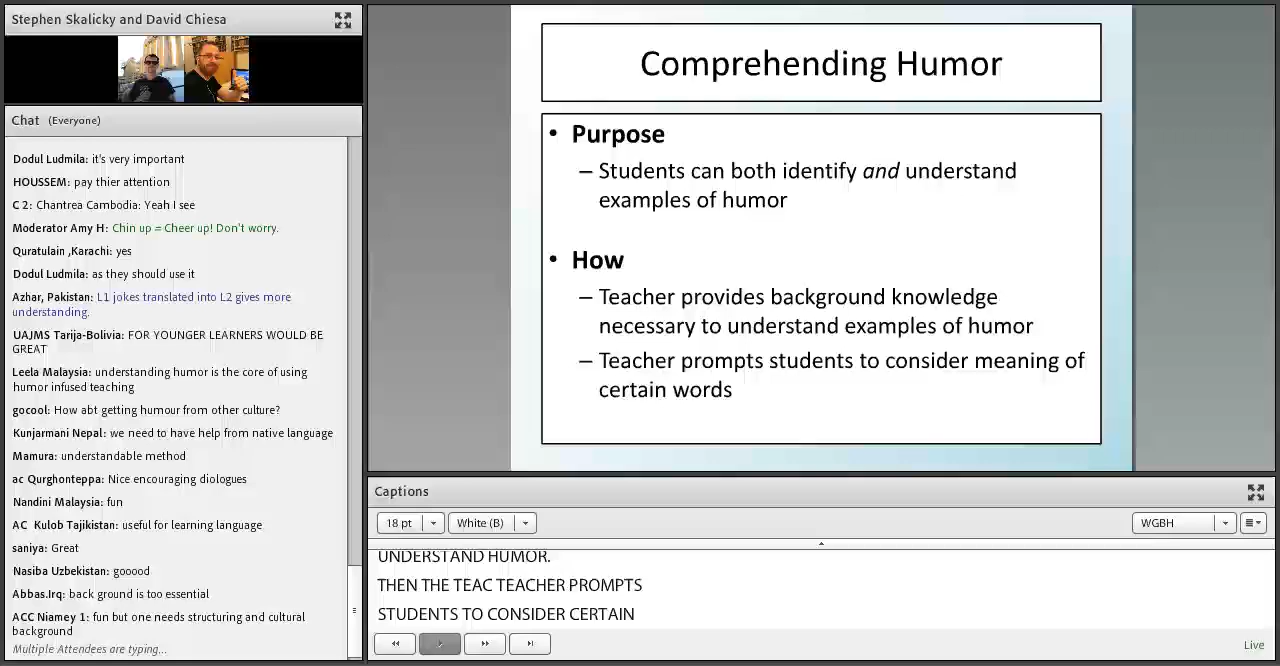 Stephen Skalicky and David Chiesa
Chat (Everyone)
Dodul Ludmila: it's very important
HOUSSEM: pay thier attention
C 2: Chantrea Cambodia: Yeah I see
Moderator Amy H: Chin up = Cheer up! Don't worry.
Quratulain ,Karachi: yes
Dodul Ludmila: as they should use it
Azhar, Pakistan: L1 jokes translated into L2 gives more
understanding.
UAJMS Tarija-Bolivia: FOR YOUNGER LEARNERS WOULD BE
GREAT
Leela Malaysia: understanding humor is the core of using
humor infused teaching
gocool: How abt getting humour from other culture?
Kunjarmani Nepal: we need to have help from native language
Mamura: understandable method
ac Qurghonteppa: Nice encouraging diologues
Nandini Malaysia: fun
AC Kulob Tajikistan: useful for learning language
saniya: Great
Nasiba Uzbekistan: gooood
Abbas.Irq: back ground is too essential
ACC Niamey 1: fun but one needs structuring and cultural
background
Multiple Attendees are typing...
Comprehending Humor
• Purpose
– Students can both identify and understand
examples of humor
• How
– Teacher provides background knowledge
necessary to understand examples of humor
– Teacher prompts students to consider meaning of
certain words
Captions
18 pt
White (B)
WGBH
UNDERSTAND HUMOR.
THEN THE TEAC TEACHER PROMPTS
STUDENTS TO CONSIDER CERTAIN
Live